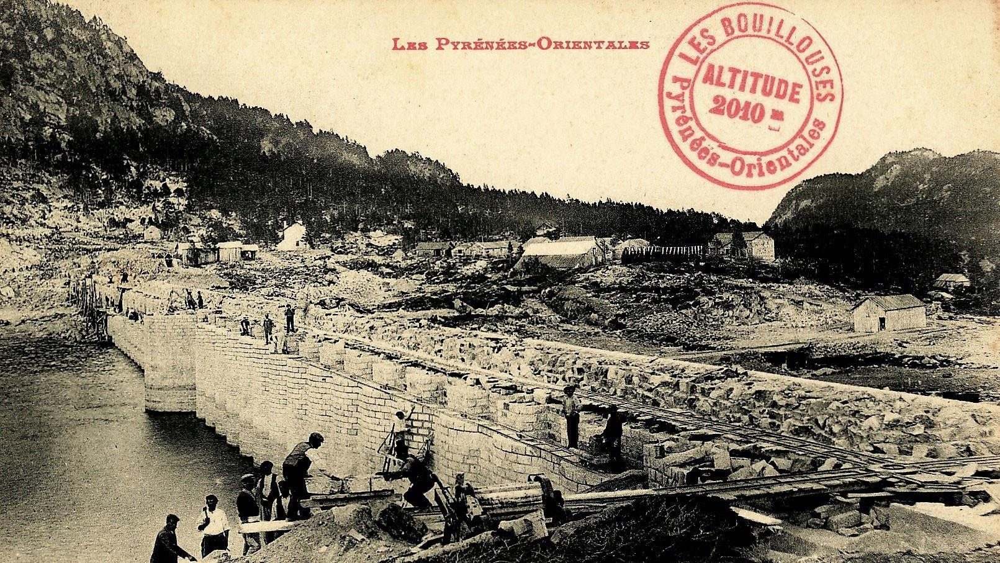 LES PYRÉNÉES-ORIENTALES
LES BOUILLOUSES
ALTITUDE
2010 m
Pyrénées-Orientales